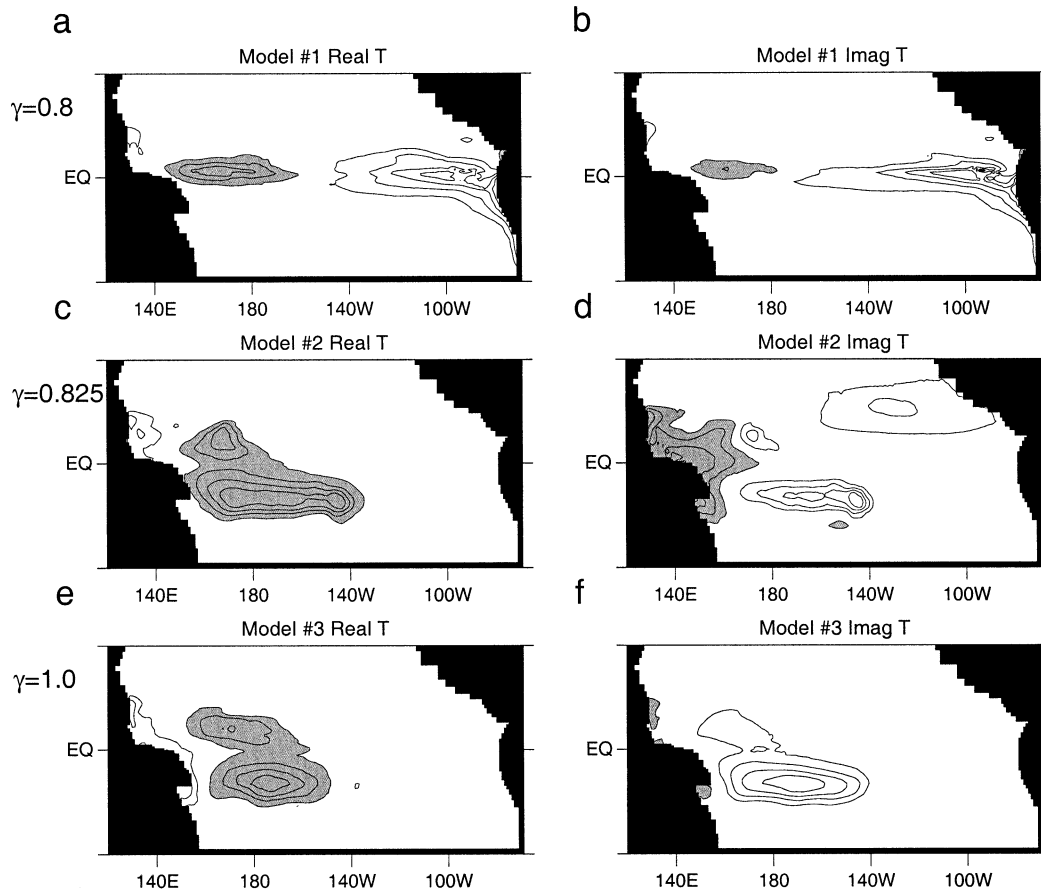 a
b
Model #1 Real T
Model #1 Imag T
γ=0.8
EQ
EQ
140E 180 140W 100W
140E 180 140W 100W
c
d
Model #2 Real T
Model #2 Imag T
γ=0.825
EQ
EQ
140E 180 140W 100W
140E 180 140W 100W
e
f
Model #3 Real T
Model #3 Imag T
γ=1.0
EQ
EQ
140E 180 140W 100W
140E 180 140W 100W